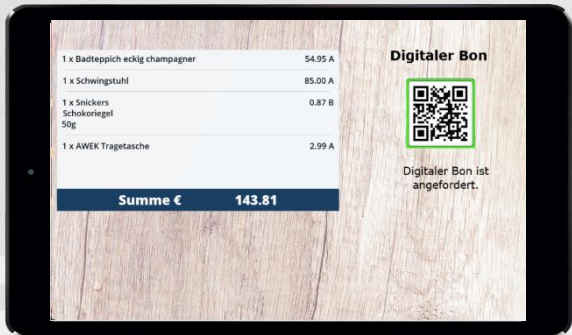 1 x Badteppich eckig champagner 54.95 A
1 x Schwingstuhl 85.00 A
1 x Snickers 0.87 B
Schokoriegel
50g
1 x AWEK Tragetasche 2.99 A
Summe € 143.81
Digitaler Bon
Digitaler Bon ist
angefordert.